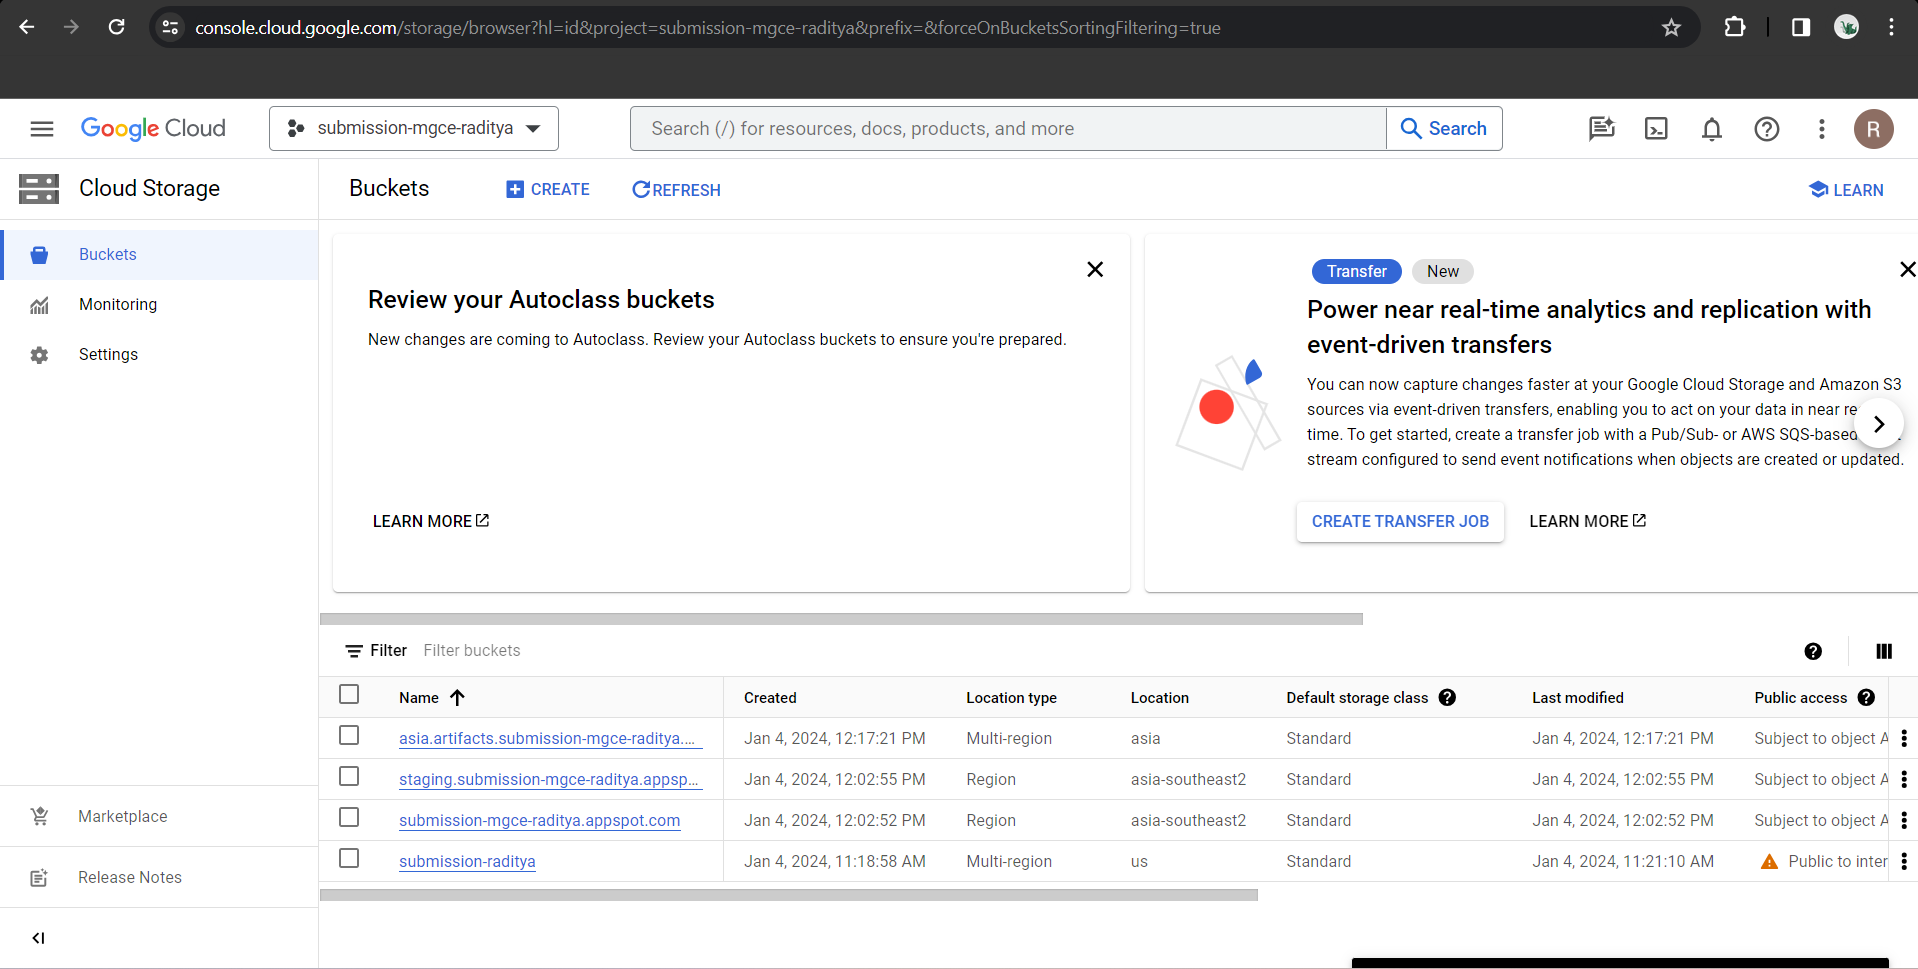 console.cloud.google.com/storage/browser?hl=id&project=submission-mgce-raditya&prefix=&forceOnBucketsSortingFiltering=true
Google Cloud
submission-mgce-raditya
Search (/) for resources, docs, products, and more
Search
R
Cloud Storage
Buckets
CREATE
REFRESH
LEARN
Buckets
Monitoring
Settings
Marketplace
Release Notes
Review your Autoclass buckets
New changes are coming to Autoclass. Review your Autoclass buckets to ensure you're prepared.
LEARN MORE
Transfer New
Power near real-time analytics and replication with
event-driven transfers
You can now capture changes faster at your Google Cloud Storage and Amazon S3
sources via event-driven transfers, enabling you to act on your data in near re
time. To get started, create a transfer job with a Pub/Sub- or AWS SQS-based
stream configured to send event notifications when objects are created or updated.
CREATE TRANSFER JOB LEARN MORE
Filter Filter buckets
Name Created Location type Location Default storage class Last modified Public access
asia.artifacts.submission-mgce-raditya.... Jan 4, 2024, 12:17:21 PM Multi-region asia Standard Jan 4, 2024, 12:17:21 PM Subject to object A
staging.submission-mgce-raditya.appsp... Jan 4, 2024, 12:02:55 PM Region asia-southeast2 Standard Jan 4, 2024, 12:02:55 PM Subject to object A
submission-mgce-raditya.appspot.com Jan 4, 2024, 12:02:52 PM Region asia-southeast2 Standard Jan 4, 2024, 12:02:52 PM Subject to object A
submission-raditya Jan 4, 2024, 11:18:58 AM Multi-region us Standard Jan 4, 2024, 11:21:10 AM Public to inter